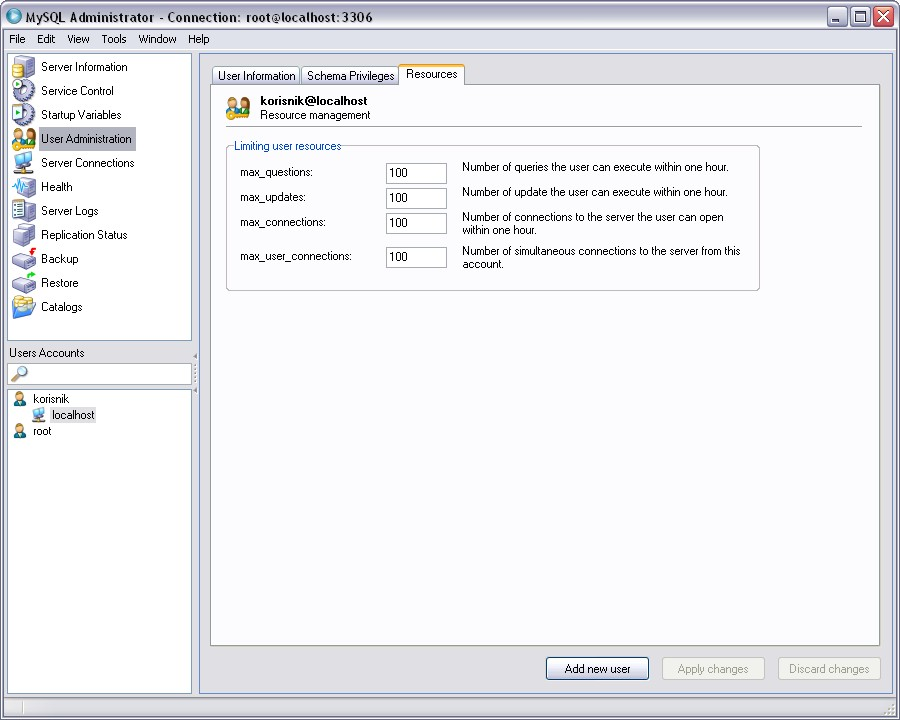 MySQL Administrator - Connection: root@localhost:3306
File Edit View Tools Window Help
Server Information
Service Control
Startup Variables
User Administration
Server Connections
Health
Server Logs
Replication Status
Backup
Restore
Catalogs
Users Accounts
korisnik
localhost
root
User Information Schema Privileges Resources
korisnik@localhost
Resource management
Limiting user resources
max_questions: 100 Number of queries the user can execute within one hour.
max_updates: 100 Number of update the user can execute within one hour.
max_connections: 100 Number of connections to the server the user can open
within one hour.
max_user_connections: 100 Number of simultaneous connections to the server from this
account.
Add new user Apply changes Discard changes